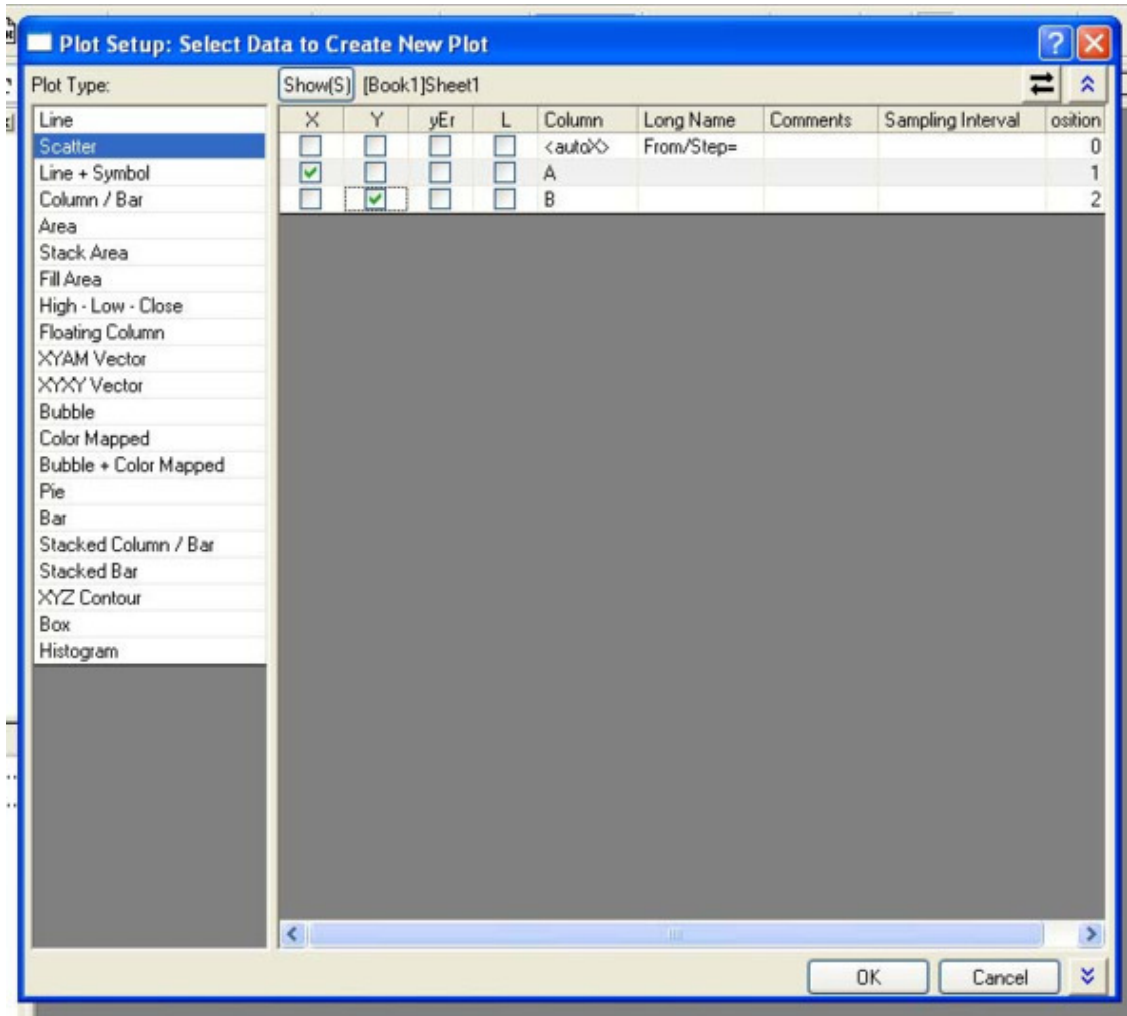 Plot Setup: Select Data to Create New Plot
Plot Type:
Show(S) [Book1]Sheet1
Line
Scatter
Line + Symbol
Column / Bar
Area
Stack Area
Fill Area
High - Low - Close
Floating Column
XYAM Vector
XYXY Vector
Bubble
Color Mapped
Bubble + Color Mapped
Pie
Bar
Stacked Column / Bar
Stacked Bar
XYZ Contour
Box
Histogram
X Y yEr L Column Long Name Comments Sampling Interval osition
<autoX> From/Step= 0
A 1
B 2
OK Cancel